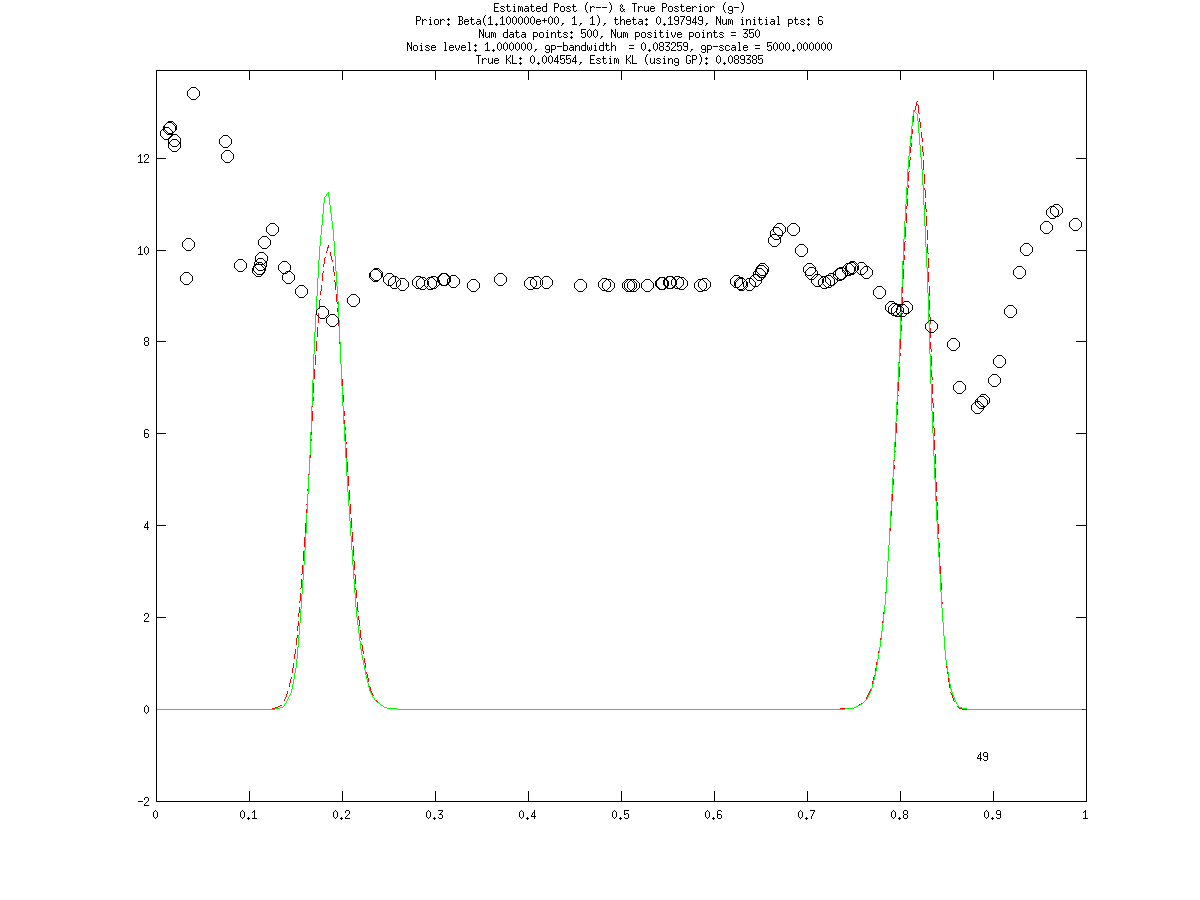 Estimated Post (r--) & True Posterior (g-)
Prior: Beta(1.100000e+00, 1, 1), theta: 0.197949, Num initial pts: 6
Num data points: 500, Num positive points = 350
Noise level: 1.000000, gp-bandwidth  = 0.083259, gp-scale = 5000.000000
True KL: 0.004554, Estim KL (using GP): 0.089385
12
10
8
6
4
2
0
49
-2
0 0.1 0.2 0.3 0.4 0.5 0.6 0.7 0.8 0.9 1